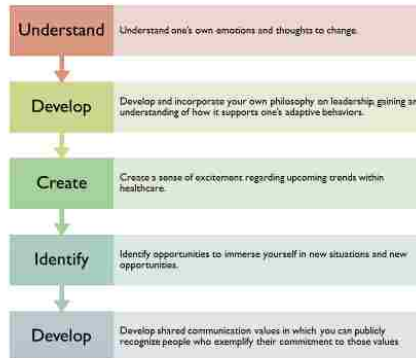 Understand
Understand one's own emotions and thoughts to change.
Develop
Develop and incorporate your own philosophy on leadership, gaining an
understanding of how it supports one's adaptive behaviors.
Create
Create a sense of excitement regarding upcoming trends within
healthcare.
Identify
Identify opportunities to immerse yourself in new situations and new
opportunities.
Develop
Develop shared communication values in which you can publicly
recognize people who exemplify their commitment to those values